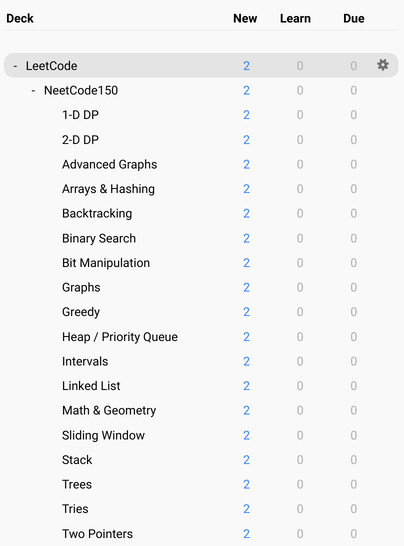 Deck New Learn Due
- LeetCode 2 0 0
- NeetCode150 2 0 0
1-D DP 2 0 0
2-D DP 2 0 0
Advanced Graphs 2 0 0
Arrays & Hashing 2 0 0
Backtracking 2 0 0
Binary Search 2 0 0
Bit Manipulation 2 0 0
Graphs 2 0 0
Greedy 2 0 0
Heap / Priority Queue 2 0 0
Intervals 2 0 0
Linked List 2 0 0
Math & Geometry 2 0 0
Sliding Window 2 0 0
Stack 2 0 0
Trees 2 0 0
Tries 2 0 0
Two Pointers 2 0 0